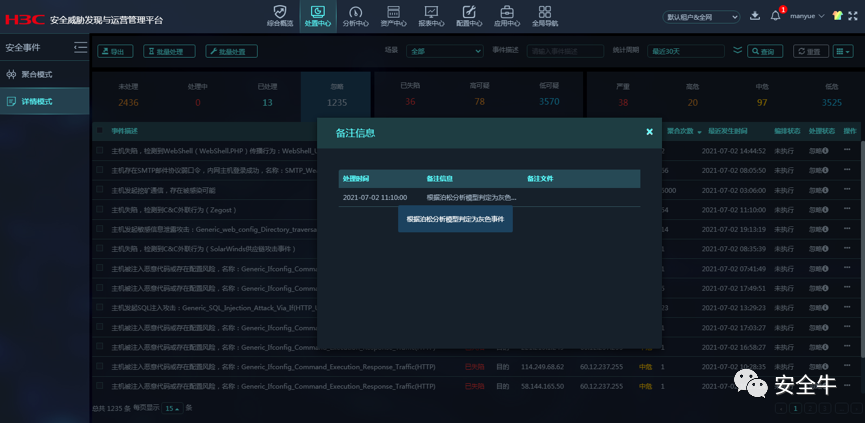 H3C 安全威胁发现与运营管理平台
综合概览 处置中心 分析中心 资产中心 报表中心 配置中心 应用中心 全局导航
默认租户&全网 1 manyue
安全事件
聚合模式
详情模式
导出 批量处理 批量处置 场景 全部 事件描述 请输入事件描述 统计周期 最近30天 查询 重置
未处理 处理中 已处理 忽略 已失陷 高可疑 低可疑 严重 高危 中危 低危
2436 0 13 1235 36 78 3570 38 20 97 3525
事件描述 聚合次数 最近发生时间 编排状态 处理状态 操作
主机失陷，检测到WebShell（WebShell.PHP）传播行为：WebShell_U 7 2021-07-02 14:44:52 未执行 忽略
主机存在SMTP邮件协议弱口令，内网主机登录成功，名称：SMTP_Wea 2021-07-02 08:05:50 未执行 忽略
主机发起挖矿通信，存在被感染可能 2021-07-02 03:06:00 未执行 忽略
主机失陷，检测到C&C外联行为（Zegost） 2021-07-02 11:10:00 未执行 忽略
主机发起敏感信息泄露攻击：Generic_web_config_Directory_traversa 2021-07-02 19:13:19 未执行 忽略
主机失陷，检测到C&C外联行为（SolarWinds供应链攻击事件） 2021-07-02 08:35:39 未执行 忽略
主机被注入恶意代码或存在配置风险，名称：Generic_Ifconfig_Comma 1 2021-07-02 07:41:49 未执行 忽略
主机被注入恶意代码或存在配置风险，名称：Generic_Ifconfig_Comma 1 2021-07-02 17:49:51 未执行 忽略
主机发起SQL注入攻击：Generic_SQL_Injection_Attack_Via_If(HTTP_ 2021-07-02 13:29:23 未执行 忽略
主机被注入恶意代码或存在配置风险，名称：Generic_Ifconfig_Comma 1 2021-07-02 17:03:27 未执行 忽略
主机被注入恶意代码或存在配置风险，名称：Generic_Ifconfig_Com 1 2021-07-02 16:58:27 未执行 忽略
主机被注入恶意代码或存在配置风险，名称：Generic_Ifconfig_Command_Execution_Response_Traffic(HTTP) 已失陷 目的 114.249.68.62 60.12.237.255 中危 1 2021-07-02 10:28:35 未执行 忽略
主机被注入恶意代码或存在配置风险，名称：Generic_Ifconfig_Command_Execution_Response_Traffic(HTTP) 已失陷 目的 58.144.165.50 60.12.237.255 中危 1
总共 1235 条 每页显示 15 条 1
备注信息
处理时间 备注信息 备注文件
2021-07-02 11:10:00 根据泊松分析模型判定为灰色...
根据泊松分析模型判定为灰色事件
安全牛